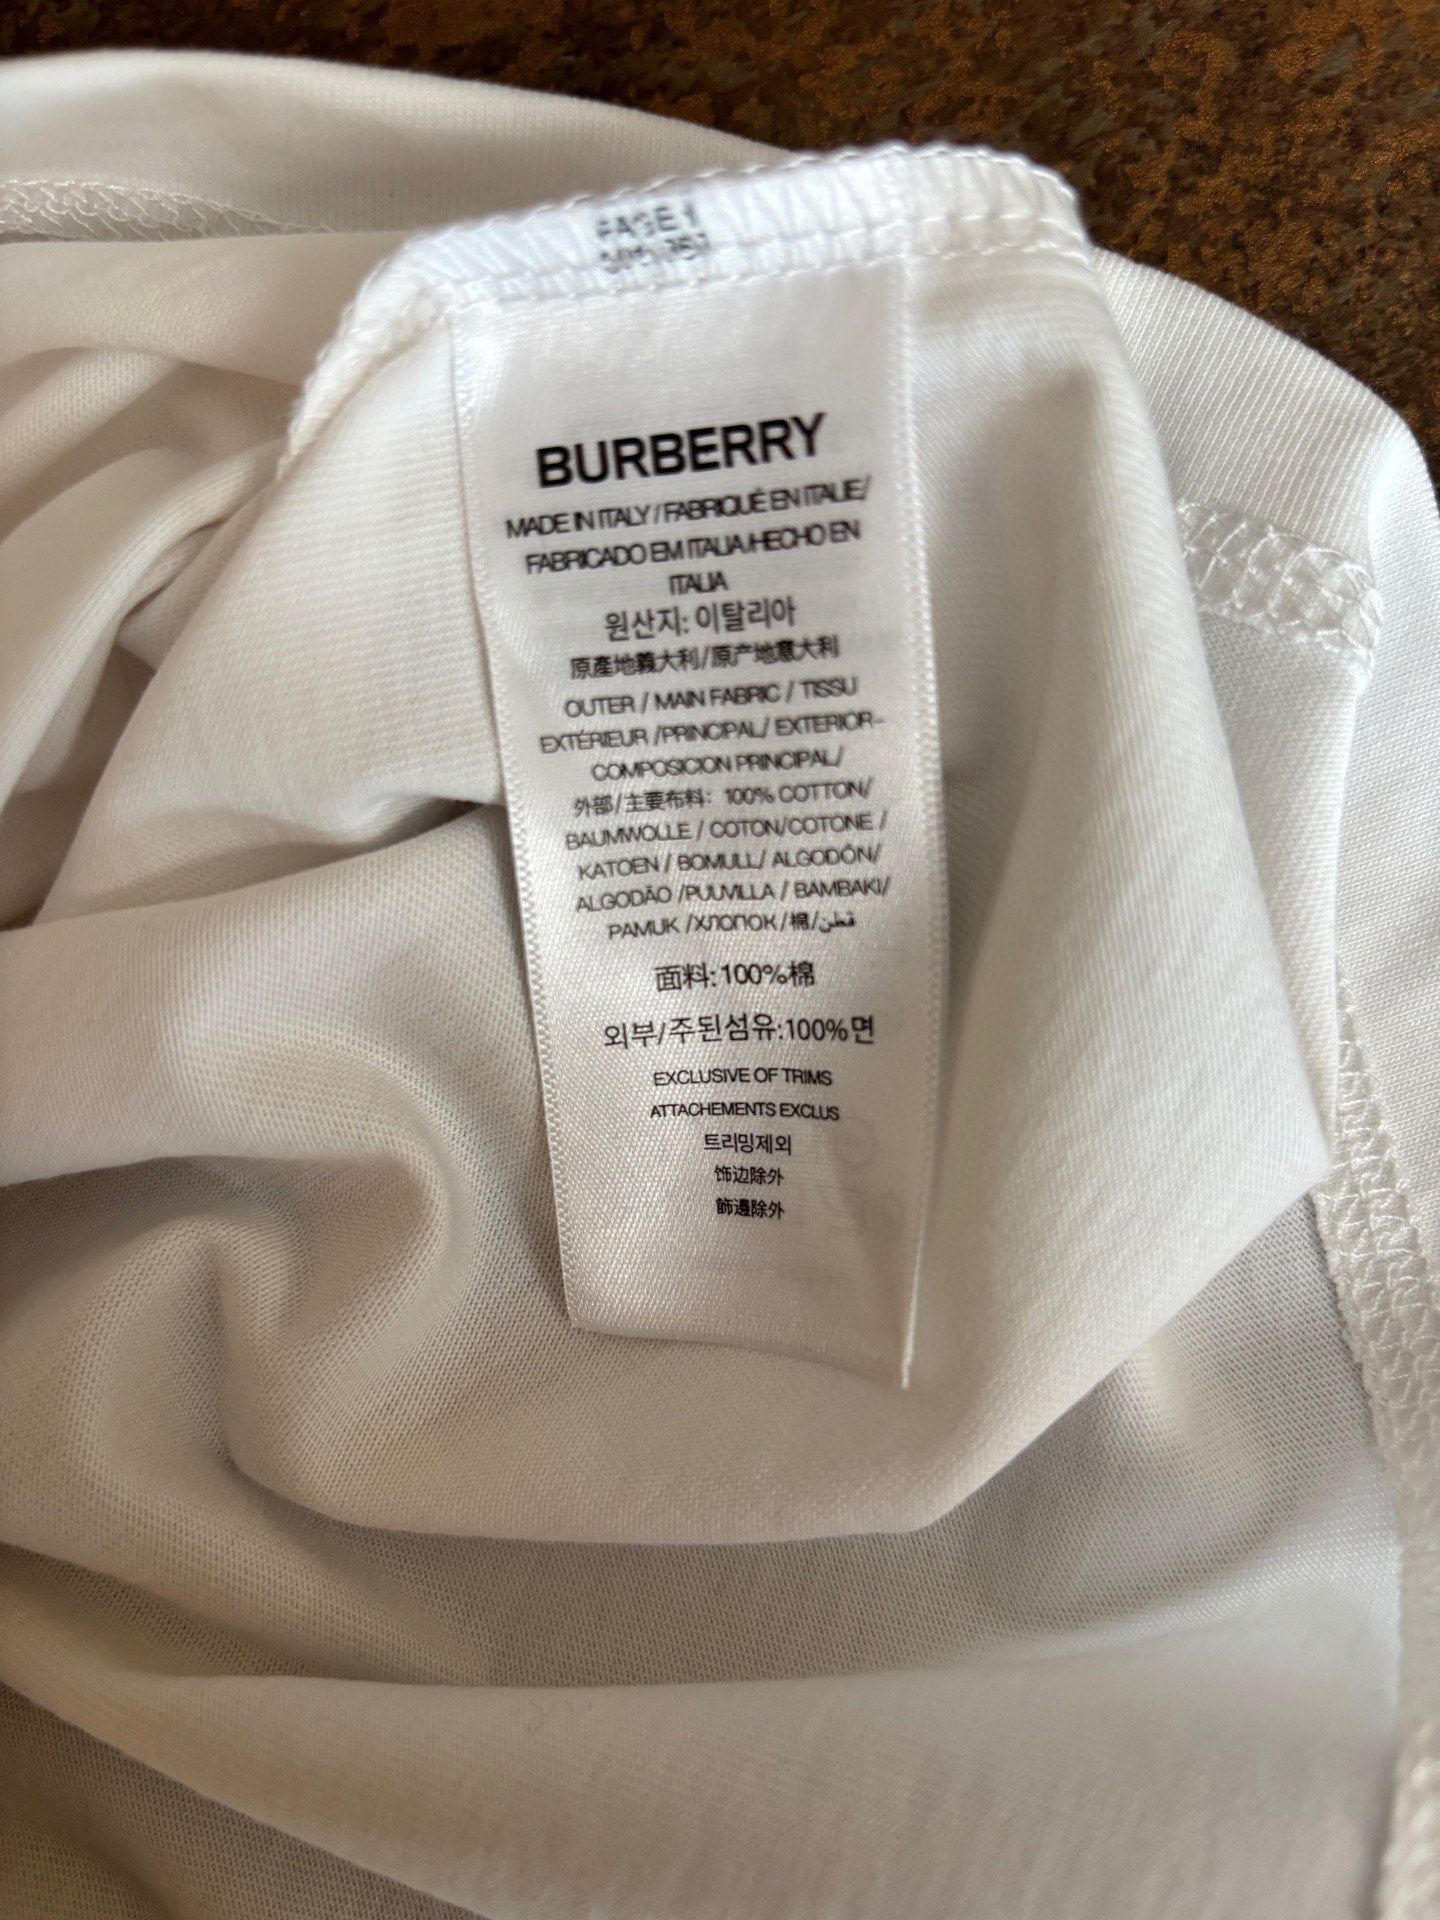 PAGE 1
BURBERRY
MADE IN ITALY / FABRIQUÉ EN ITALIE/
FABRICADO EM ITALIA/HECHO EN
ITALIA
원산지: 이탈리아
原產地義大利/原产地意大利
OUTER / MAIN FABRIC / TISSU
EXTÉRIEUR /PRINCIPAL/ EXTERIOR-
COMPOSICION PRINCIPAL/
外部/主要布料: 100% COTTON/
BAUMWOLLE / COTON/COTONE /
KATOEN / BOMULL/ ALGODÓN/
ALGODÃO /PUUVILLA / BAMBAKI/
PAMUK /ХЛОПОК/棉/قطن
面料:100%棉
외부/주된섬유:100%면
EXCLUSIVE OF TRIMS
ATTACHEMENTS EXCLUS
트리밍제외
饰边除外
飾邊除外